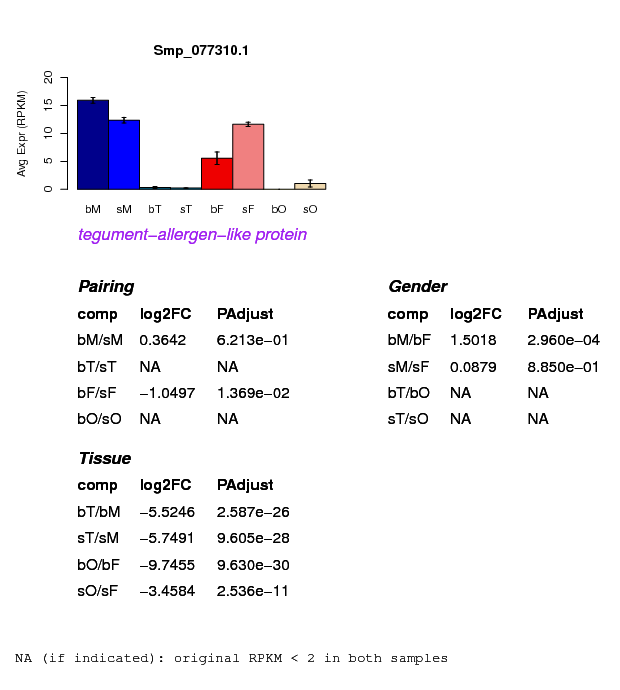 Smp_077310.1
Avg Expr (RPKM)
20
15
10
5
0
bM sM bT sT bF sF bO sO
tegument−allergen−like protein
Pairing
comp log2FC PAdjust
bM/sM 0.3642 6.213e−01
bT/sT NA NA
bF/sF −1.0497 1.369e−02
bO/sO NA NA
Gender
comp log2FC PAdjust
bM/bF 1.5018 2.960e−04
sM/sF 0.0879 8.850e−01
bT/bO NA NA
sT/sO NA NA
Tissue
comp log2FC PAdjust
bT/bM −5.5246 2.587e−26
sT/sM −5.7491 9.605e−28
bO/bF −9.7455 9.630e−30
sO/sF −3.4584 2.536e−11
NA (if indicated): original RPKM < 2 in both samples